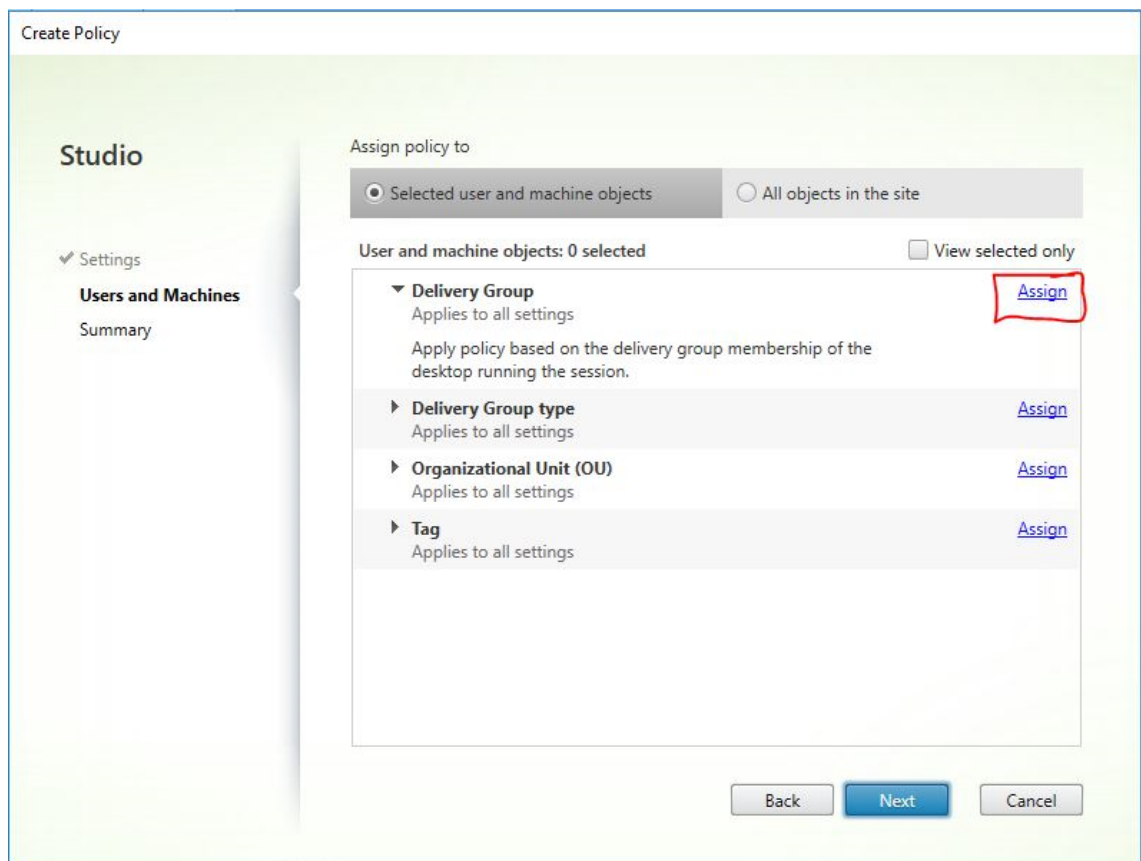 Create Policy
Studio
Settings
Users and Machines
Summary
Assign policy to
Selected user and machine objects
All objects in the site
User and machine objects: 0 selected
View selected only
Delivery Group
Assign
Applies to all settings
Apply policy based on the delivery group membership of the
desktop running the session.
Delivery Group type
Assign
Applies to all settings
Organizational Unit (OU)
Assign
Applies to all settings
Tag
Assign
Applies to all settings
Back
Next
Cancel